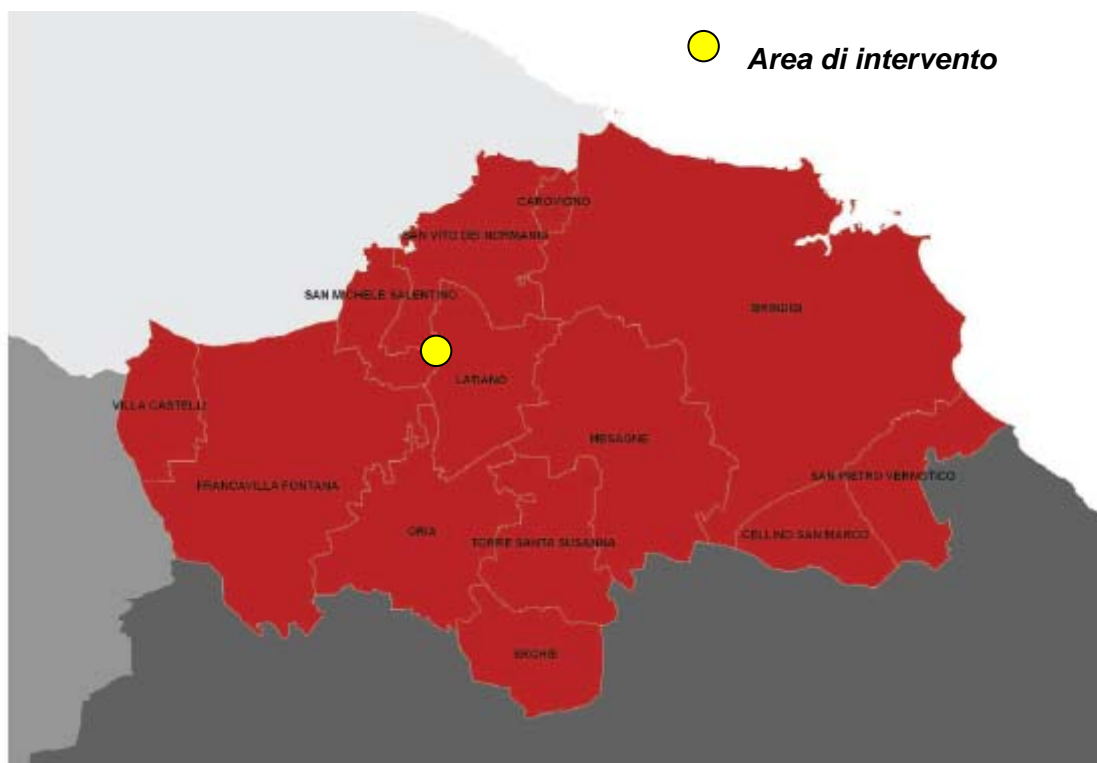 Area di intervento
CAROVIGNO
SAN VITO DEI NORMANNI
SAN MICHELE SALENTINO
BRINDISI
LATIANO
VILLA CASTELLI
MESAGNE
SAN PIETRO VERNOTICO
FRANCAVILLA FONTANA
ORIA
CELLINO SAN MARCO
TORRE SANTA SUSANNA
ERCHIE